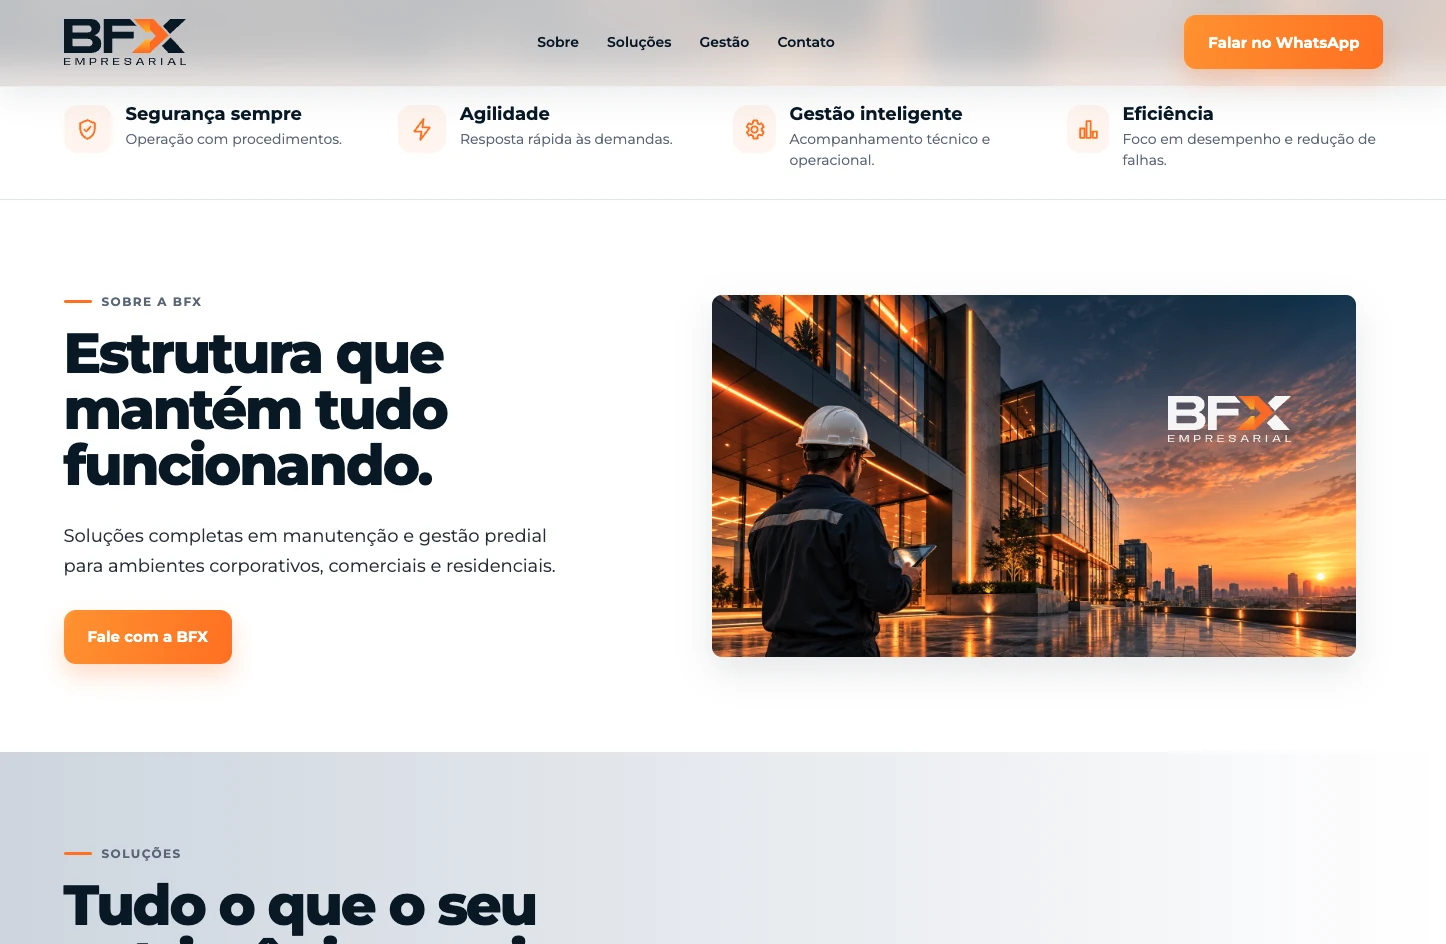 BFX
EMPRESARIAL
Sobre
Soluções
Gestão
Contato
Falar no WhatsApp
Segurança sempre
Operação com procedimentos.
Agilidade
Resposta rápida às demandas.
Gestão inteligente
Acompanhamento técnico e
operacional.
Eficiência
Foco em desempenho e redução de
falhas.
SOBRE A BFX
Estrutura que
mantém tudo
funcionando.
Soluções completas em manutenção e gestão predial
para ambientes corporativos, comerciais e residenciais.
Fale com a BFX
BFX
EMPRESARIAL
SOLUÇÕES
Tudo o que o seu